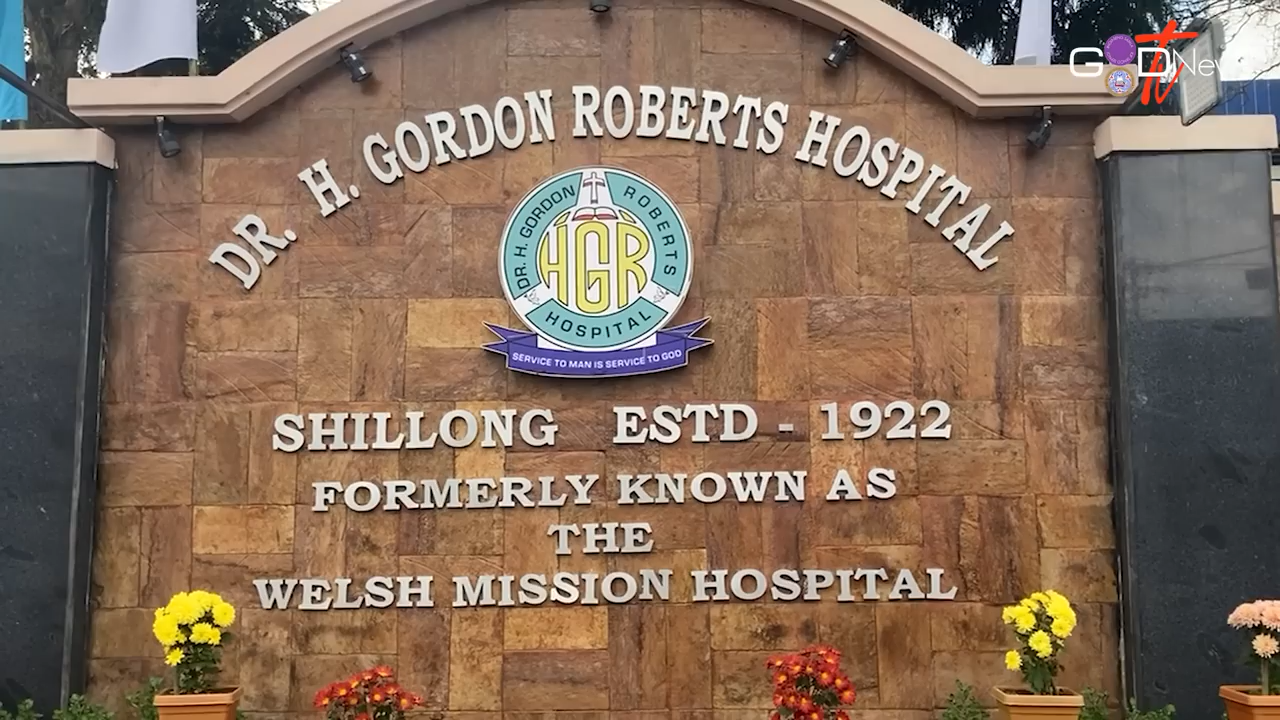 DR. H. GORDON ROBERTS HOSPITAL
DR. H. GORDON ROBERTS
HGR
HOSPITAL
SERVICE TO MAN IS SERVICE TO GOD
SHILLONG ESTD - 1922
FORMERLY KNOWN AS
THE
WELSH MISSION HOSPITAL